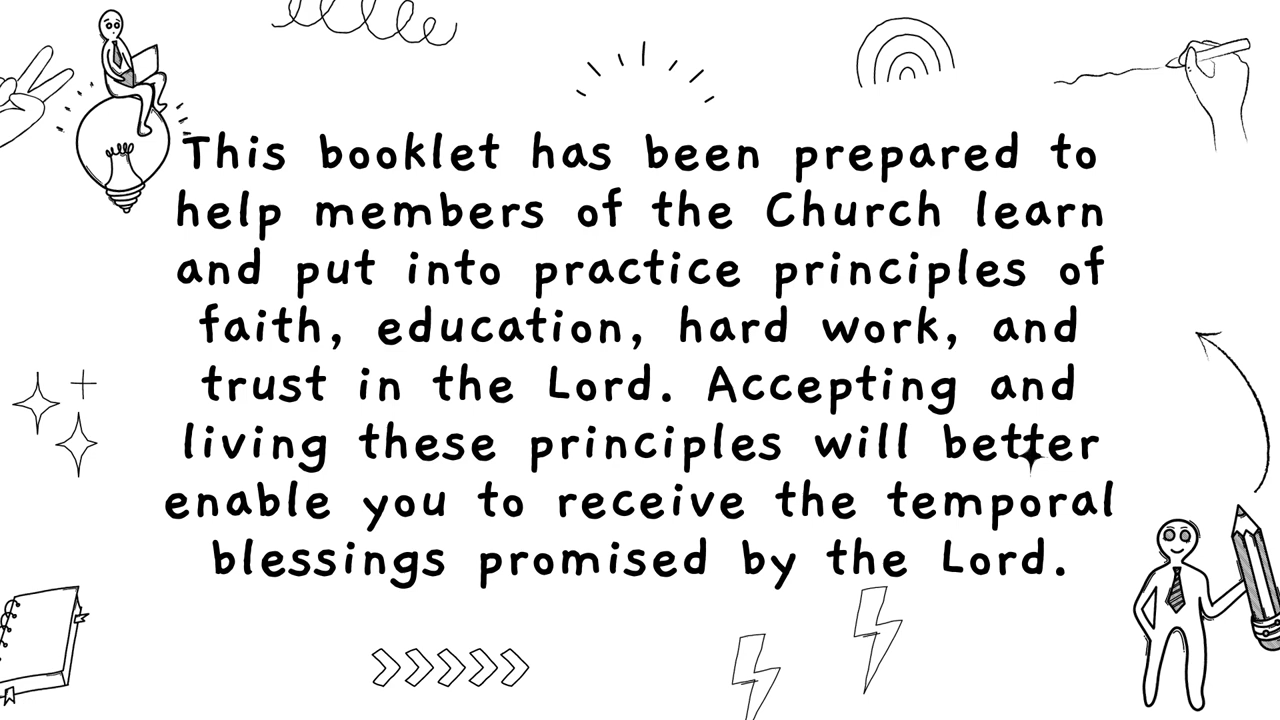 This booklet has been prepared to
help members of the Church learn
and put into practice principles of
faith, education, hard work, and
trust in the Lord. Accepting and
living these principles will better
enable you to receive the temporal
blessings promised by the Lord.